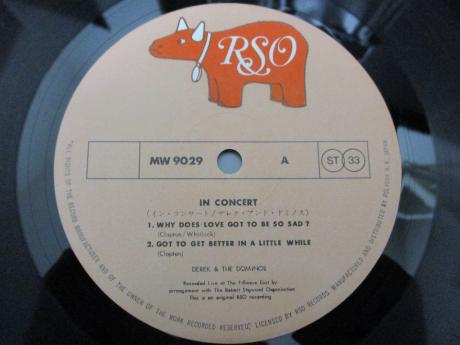 RSO
MW 9029 A ST 33
IN CONCERT
(イン・コンサート/デレク・アンド・ドミノス)
1. WHY DOES LOVE GOT TO BE SO SAD?
(Clapton/Whitlock)
2. GOT TO GET BETTER IN A LITTLE WHILE
(Clapton)
DEREK & THE DOMINOS
Recorded Live at The Fillmore East by
arrangement with The Robert Stigwood Organisation
This is an original RSO recording
"ALL RIGHTS OF THE RECORD MANUFACTURER AND OF THE OWNER OF THE WORK RECORDED RESERVED. LICENSED BY RSO RECORDS. MANUFACTURED AND DISTRIBUTED BY POLYDOR K.K., JAPAN